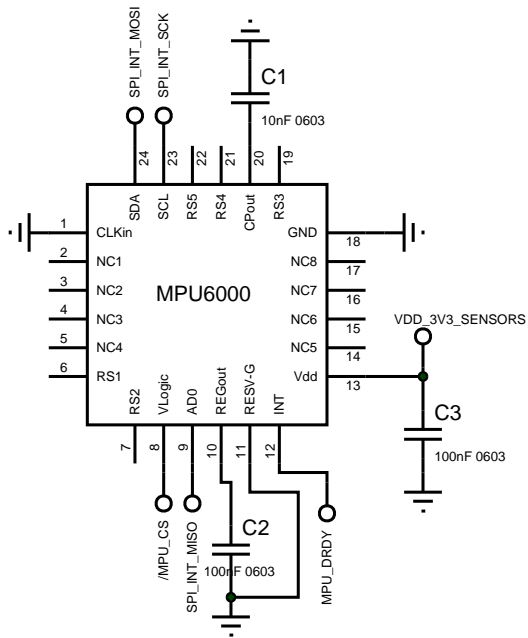 SPI_INT_MOSI
SPI_INT_SCK
C1
10nF 0603
24
23
22
21
20
19
SDA
SCL
RS5
RS4
CPout
RS3
1
CLKin
GND
18
2
NC1
NC8
17
3
NC2
MPU6000
NC7
16
4
NC3
NC6
15
VDD_3V3_SENSORS
5
NC4
NC5
14
6
RS1
Vdd
13
RS2
VLogic
AD0
REGout
RESV-G
INT
C3
100nF 0603
7
8
9
10
11
12
/MPU_CS
SPI_INT_MISO
C2
100nF 0603
MPU_DRDY